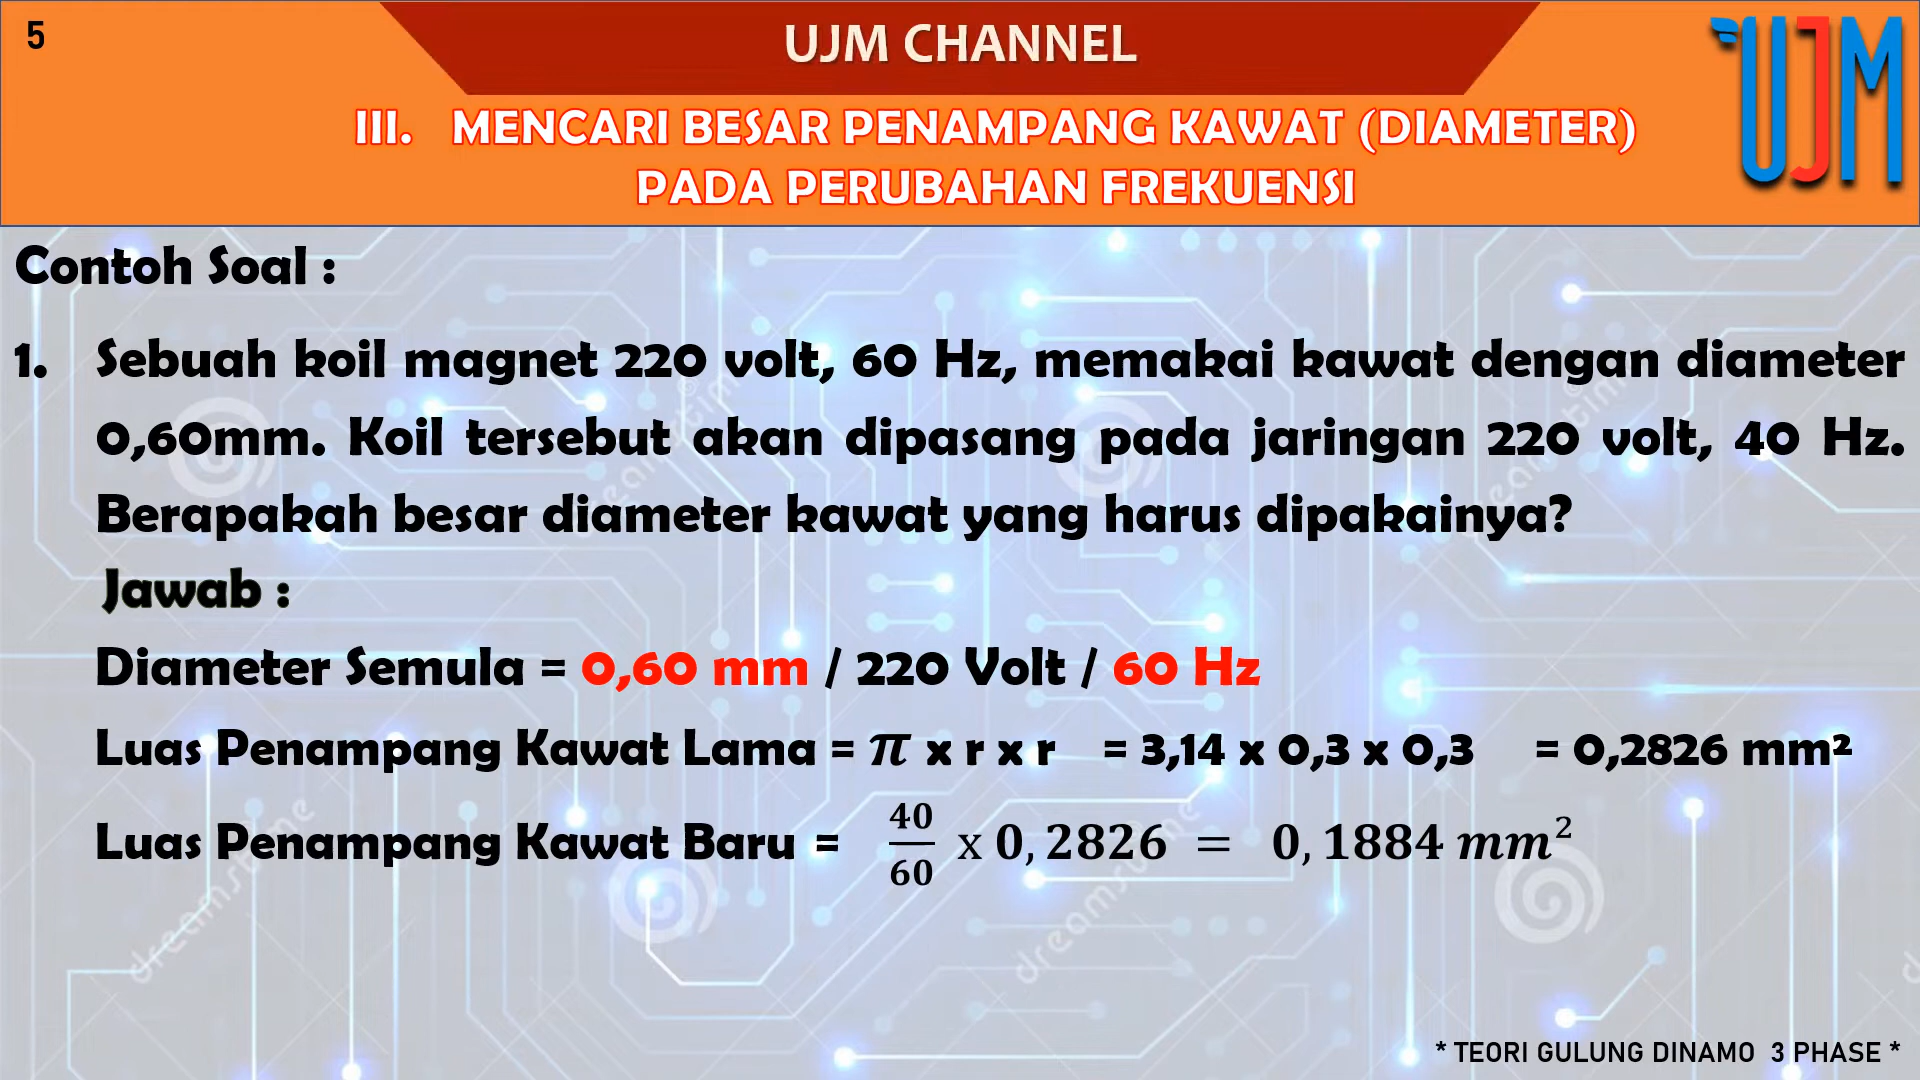 5
UJM CHANNEL
UJM
III. MENCARI BESAR PENAMPANG KAWAT (DIAMETER)
PADA PERUBAHAN FREKUENSI
Contoh Soal :
1. Sebuah koil magnet 220 volt, 60 Hz, memakai kawat dengan diameter
0,60mm. Koil tersebut akan dipasang pada jaringan 220 volt, 40 Hz.
Berapakah besar diameter kawat yang harus dipakainya?
Jawab :
Diameter Semula = 0,60 mm / 220 Volt / 60 Hz
Luas Penampang Kawat Lama = π x r x r = 3,14 x 0,3 x 0,3 = 0,2826 mm²
Luas Penampang Kawat Baru = 40/60 x 0,2826 = 0,1884 mm²
dreamstime
dreamstime
* TEORI GULUNG DINAMO 3 PHASE *